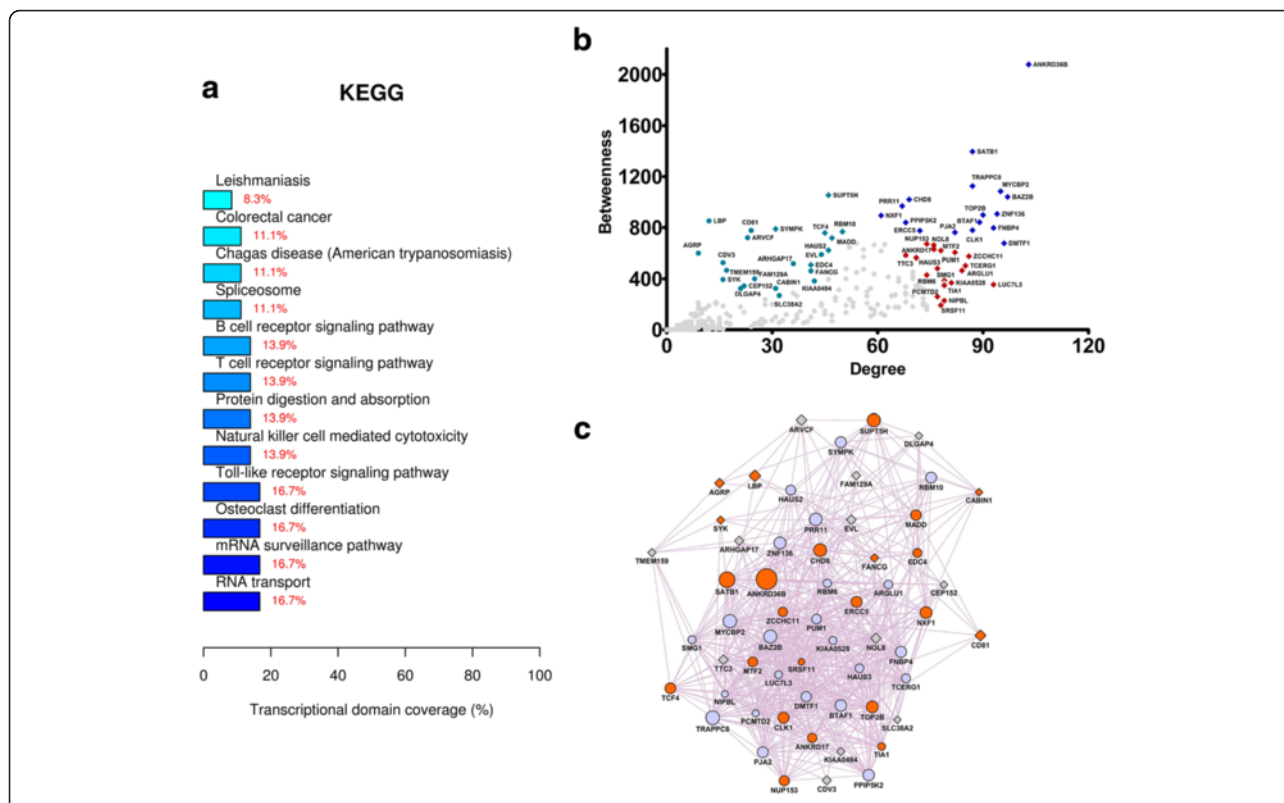 a
KEGG
Leishmaniasis
8.3%
Colorectal cancer
11.1%
Chagas disease (American trypanosomiasis)
11.1%
Spliceosome
11.1%
B cell receptor signaling pathway
13.9%
T cell receptor signaling pathway
13.9%
Protein digestion and absorption
13.9%
Natural killer cell mediated cytotoxicity
13.9%
Toll-like receptor signaling pathway
16.7%
Osteoclast differentiation
16.7%
mRNA surveillance pathway
16.7%
RNA transport
16.7%
0 20 40 60 80 100
Transcriptional domain coverage (%)
b
Betweenness
2000
1600
1200
800
400
0
0 30 60 90 120
Degree
ANKRD36B
SATB1
TRAPPC8
MYCBP2
BAZ2B
SUPT5H
PRR11
CHD8
TOP2B
ZNF136
NXF1
LBP
PPIP5K2
BTAF1
FNBP4
CD81
SYMPK
TCF4
RBM10
ERCC5
PJA2
CLK1
ARVCF
MADD
NUP153
NOL8
DMTF1
AGRP
HAUS2
ANKRD17
MTF2
EVL
TTC3
HAUS3
PUM1
ZCCHC11
CDV3
ARHGAP17
EDC4
TCERG1
TMEM159
FAM129A
FANCG
SMG1
ARGLU1
SYK
CEP152
CABIN1
KIAA0494
RBM6
KIAA0528
LUC7L3
DLGAP4
SLC38A2
PCMTD2
TIA1
NIPBL
SRSF11
c
ARVCF
SUPT5H
DLGAP4
SYMPK
LBP
FAM129A
RBM10
AGRP
HAUS2
CABIN1
MADD
SYK
PRR11
EVL
ARHGAP17
ZNF136
TMEM159
CHD8
FANCG
EDC4
SATB1
ANKRD36B
RBM6
ARGLU1
CEP152
ZCCHC11
ERCC5
NXF1
MYCBP2
PUM1
SMG1
BAZ2B
KIAA0528
NOL8
CD81
TTC3
MTF2
SRSF11
FNBP4
LUC7L3
HAUS3
TCERG1
TCF4
NIPBL
DMTF1
TRAPPC8
PCMTD2
CLK1
BTAF1
TOP2B
SLC38A2
ANKRD17
PJA2
KIAA0494
TIA1
NUP153
CDV3
PPIP5K2